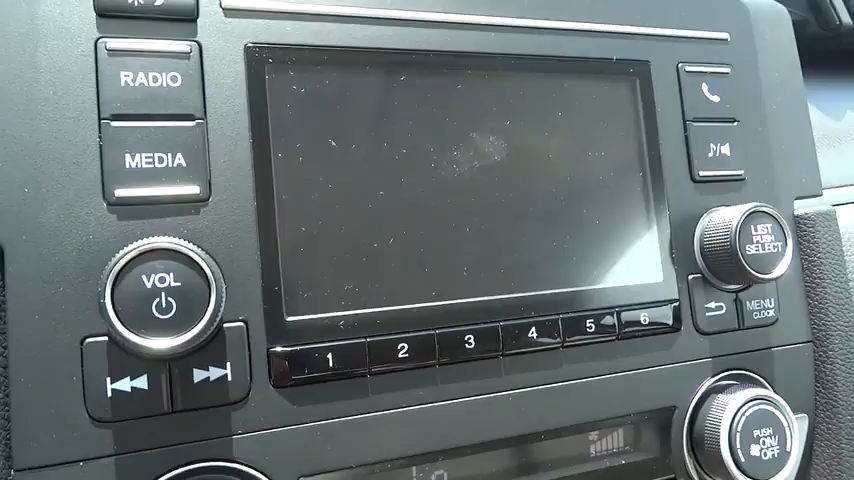 RADIO
MEDIA
VOL
1 2 3 4 5 6
LIST
PUSH
SELECT
MENU
CLOCK
PUSH
ON/
OFF